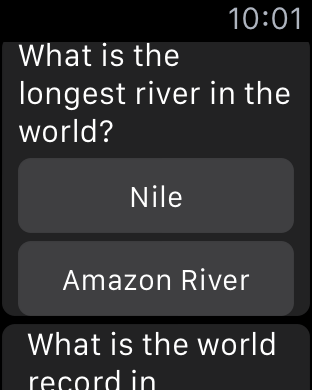 10:01
What is the
longest river in the
world?
Nile
Amazon River
What is the world
record in